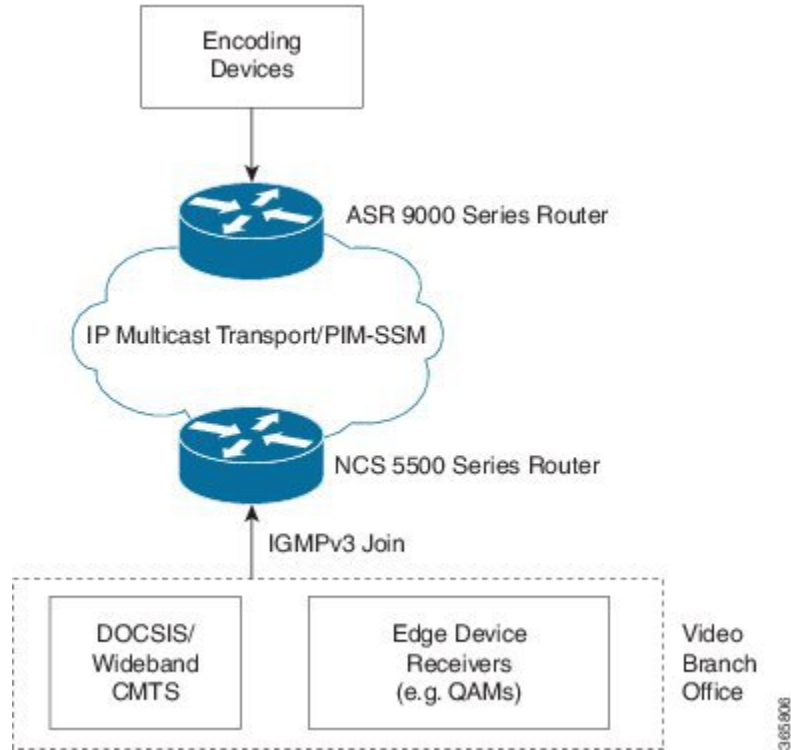 Encoding
Devices
ASR 9000 Series Router
IP Multicast Transport/PIM-SSM
NCS 5500 Series Router
IGMPv3 Join
DOCSIS/
Wideband
CMTS
Edge Device
Receivers
(e.g. QAMs)
Video
Branch
Office
365806